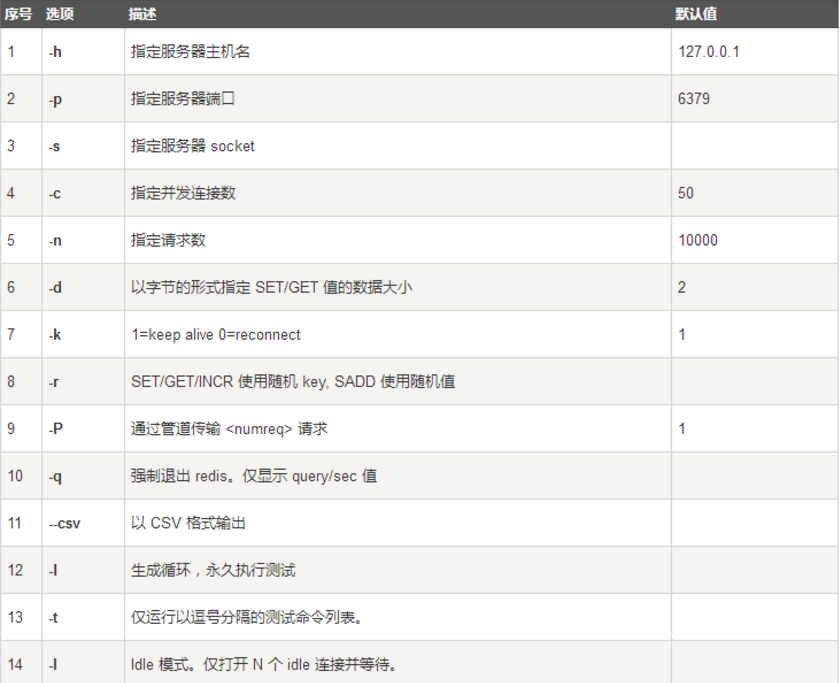 序号 选项 描述 默认值
1 -h 指定服务器主机名 127.0.0.1
2 -p 指定服务器端口 6379
3 -s 指定服务器 socket
4 -c 指定并发连接数 50
5 -n 指定请求数 10000
6 -d 以字节的形式指定 SET/GET 值的数据大小 2
7 -k 1=keep alive 0=reconnect 1
8 -r SET/GET/INCR 使用随机 key, SADD 使用随机值
9 -P 通过管道传输 <numreq> 请求 1
10 -q 强制退出 redis。仅显示 query/sec 值
11 --csv 以 CSV 格式输出
12 -l 生成循环，永久执行测试
13 -t 仅运行以逗号分隔的测试命令列表。
14 -I Idle 模式。仅打开 N 个 idle 连接并等待。